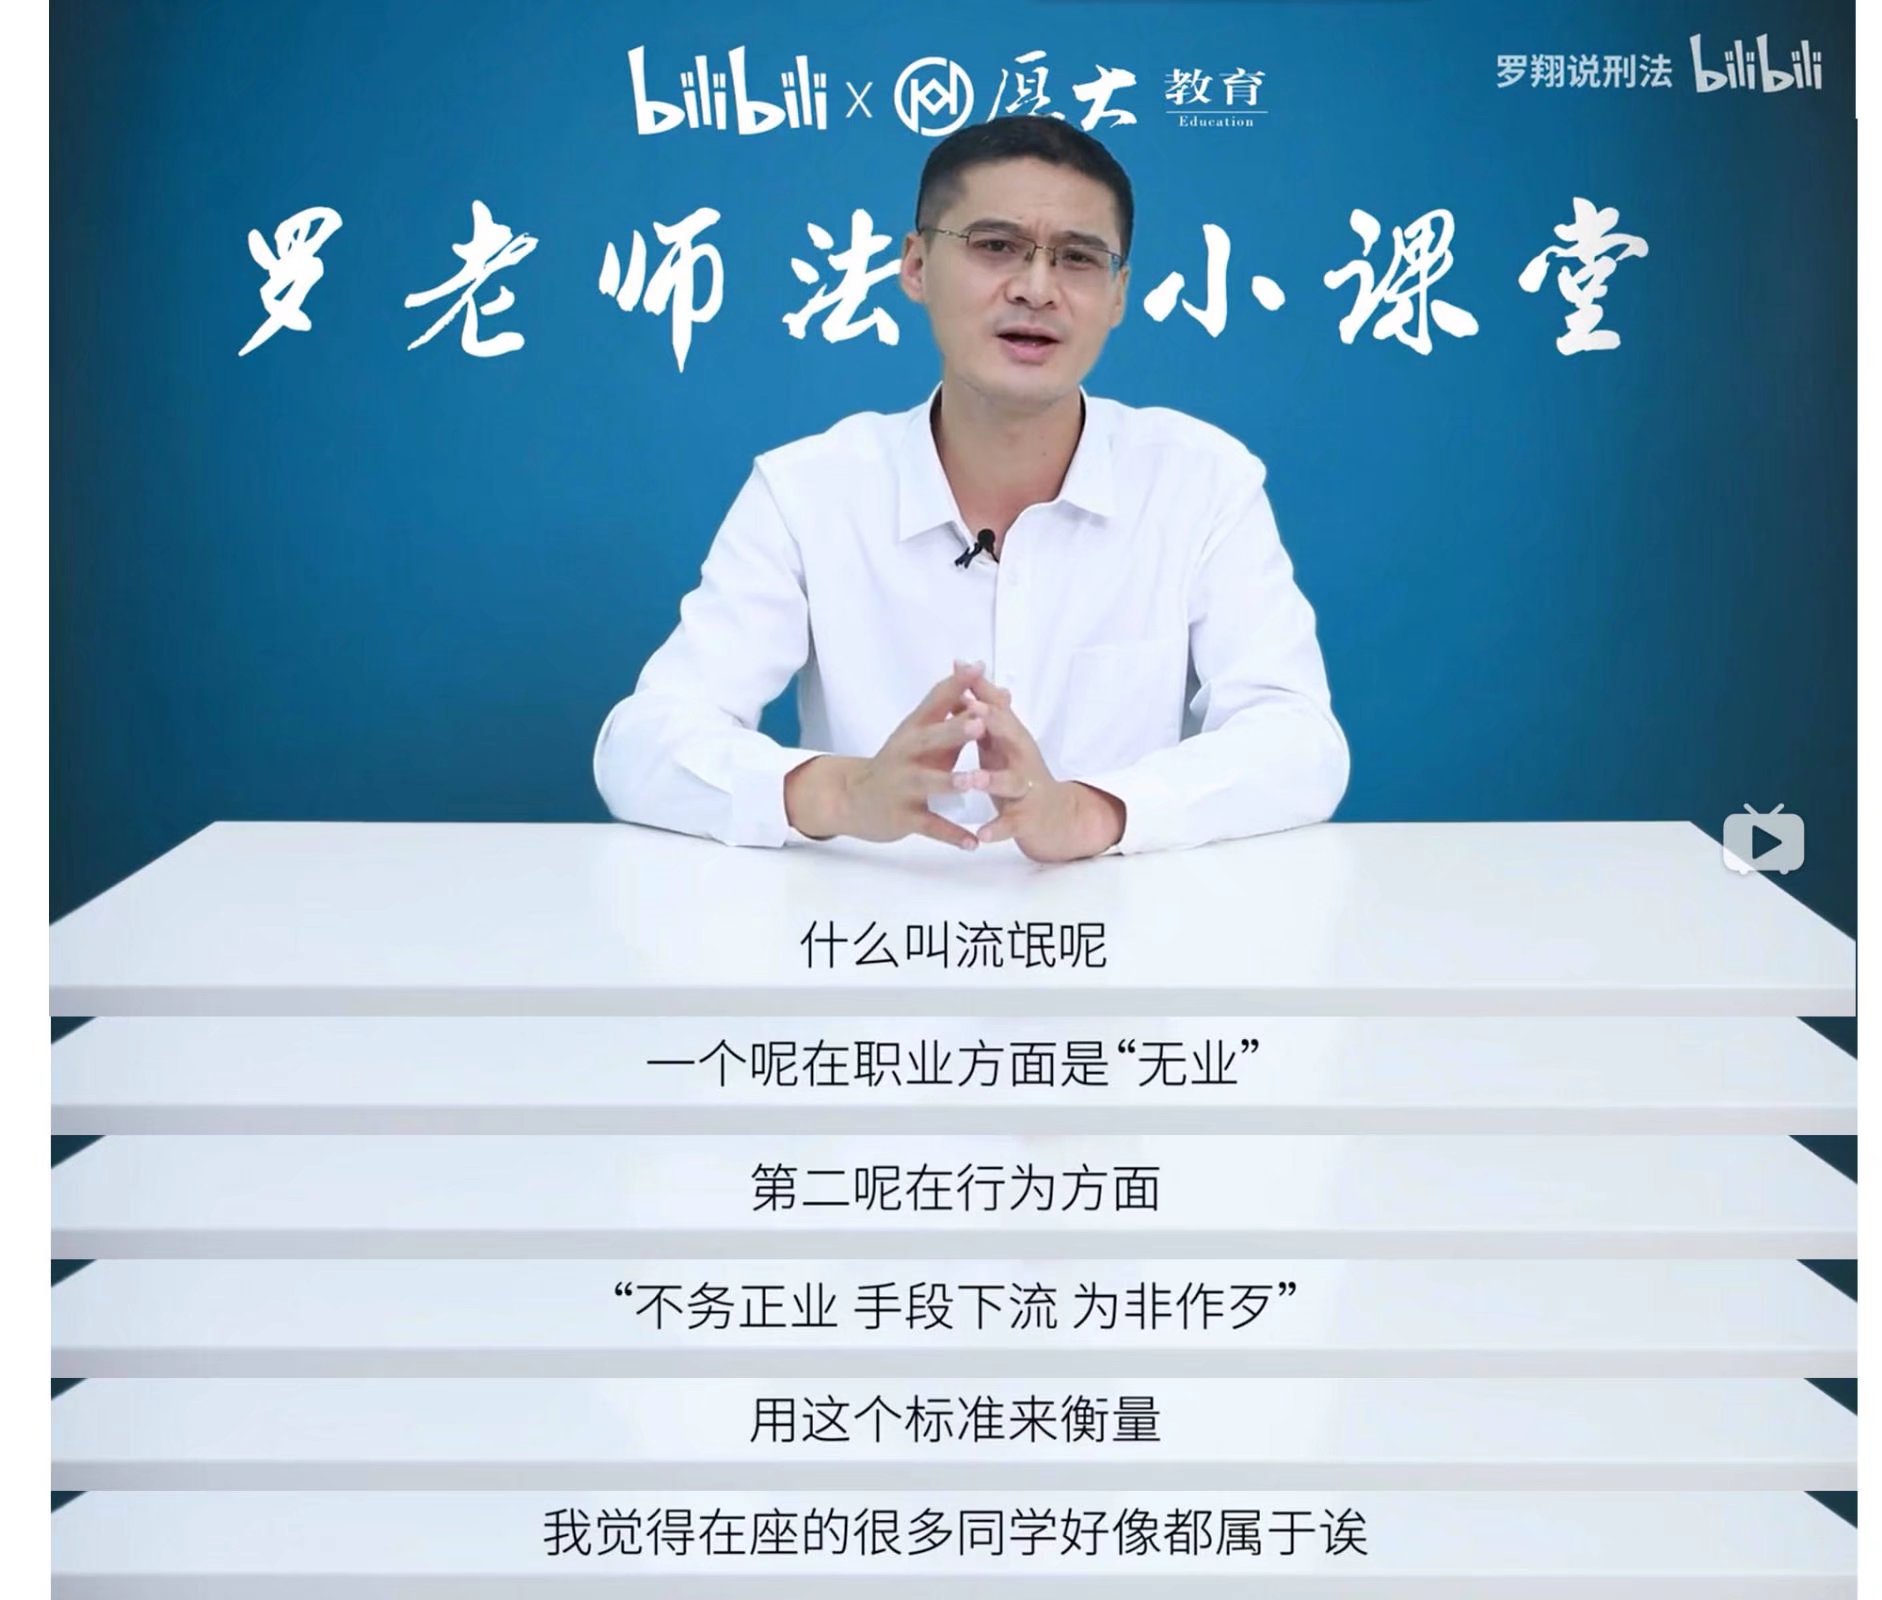 bilibili x 厚大 教育
Education
罗翔说刑法 bilibili
罗老师法 小课堂
什么叫流氓呢
一个呢在职业方面是“无业”
第二呢在行为方面
“不务正业 手段下流 为非作歹”
用这个标准来衡量
我觉得在座的很多同学好像都属于诶